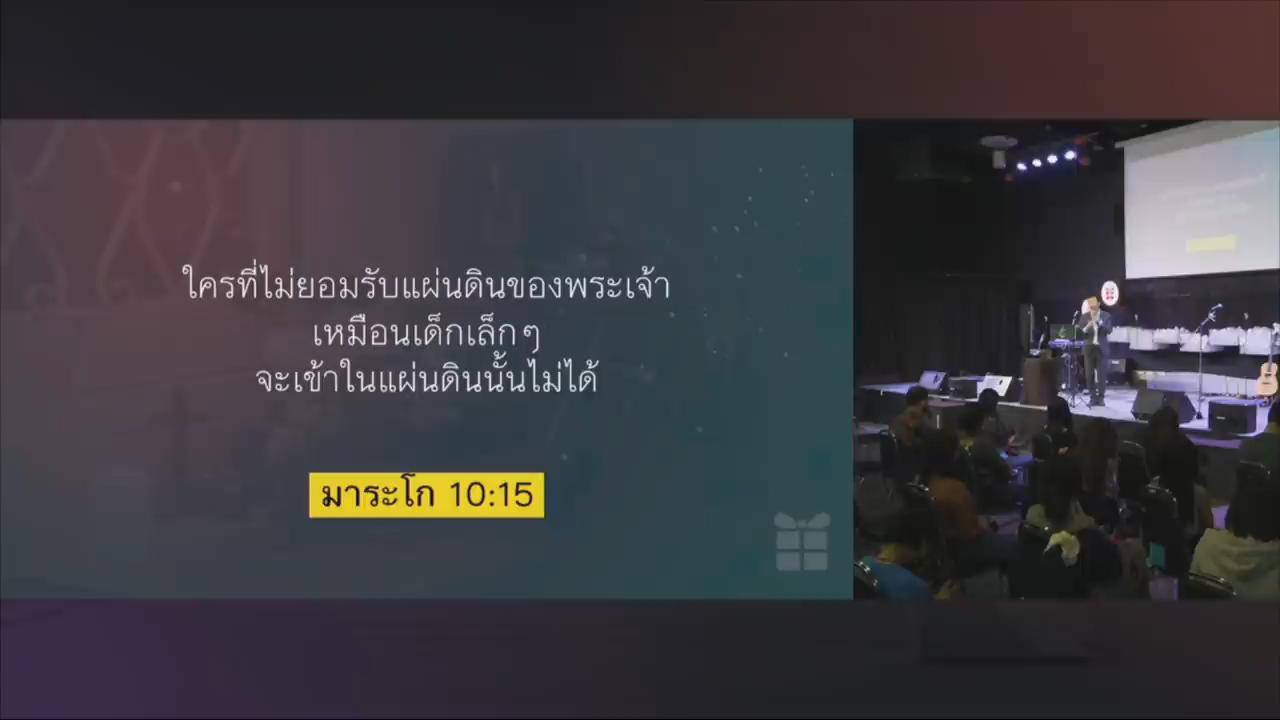 ใครที่ไม่ยอมรับแผ่นดินของพระเจ้า
เหมือนเด็กเล็กๆ
จะเข้าในแผ่นดินนั้นไม่ได้
มาระโก 10:15